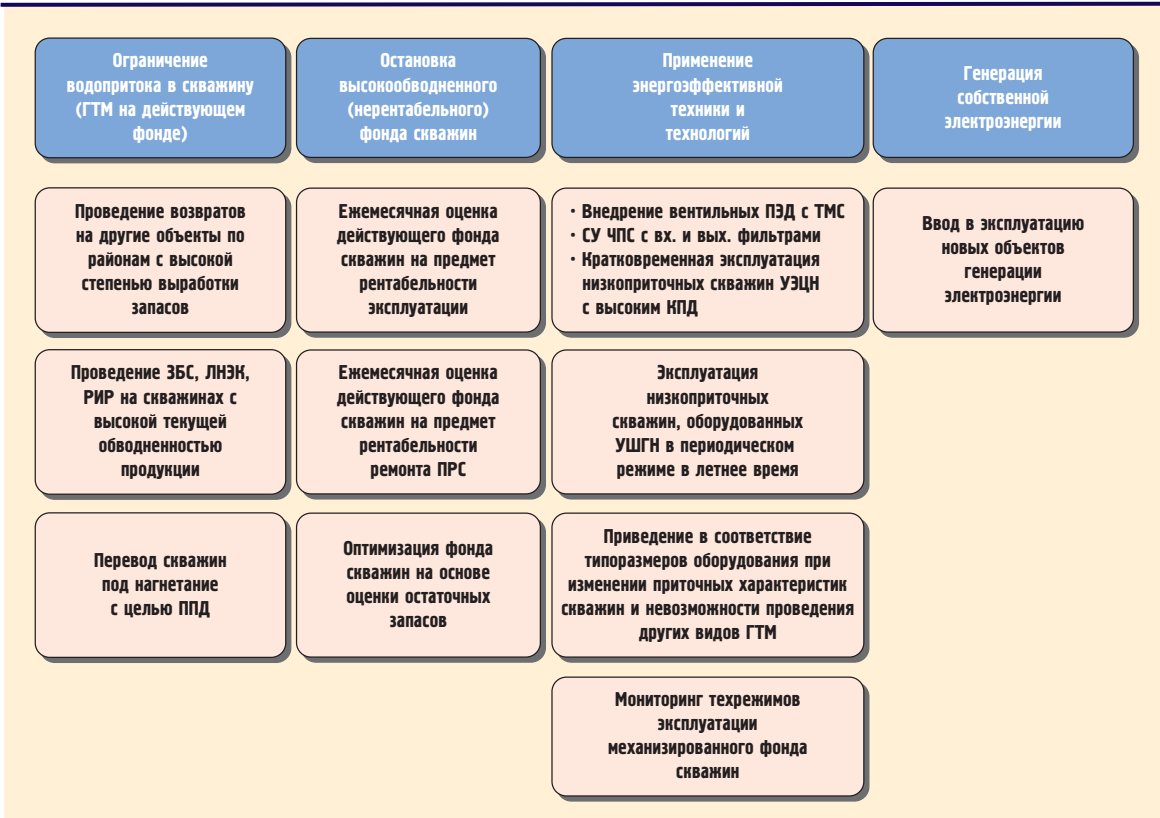 Ограничение
водопритока в скважину
(ГТМ на действующем
фонде)
Остановка
высокообводненного
(нерентабельного)
фонда скважин
Применение
энергоэффективной
техники и
технологий
Генерация
собственной
электроэнергии
Проведение возвратов
на другие объекты по
районам с высокой
степенью выработки
запасов
Ежемесячная оценка
действующего фонда
скважин на предмет
рентабельности
эксплуатации
• Внедрение вентильных ПЭД с ТМС
• СУ ЧПС с вх. и вых. фильтрами
• Кратковременная эксплуатация
низкоприточных скважин УЭЦН
с высоким КПД
Ввод в эксплуатацию
новых объектов
генерации
электроэнергии
Проведение ЗБС, ЛНЭК,
РИР на скважинах с
высокой текущей
обводненностью
продукции
Ежемесячная оценка
действующего фонда
скважин на предмет
рентабельности
ремонта ПРС
Эксплуатация
низкоприточных
скважин, оборудованных
УШГН в периодическом
режиме в летнее время
Перевод скважин
под нагнетание
с целью ППД
Оптимизация фонда
скважин на основе
оценки остаточных
запасов
Приведение в соответствие
типоразмеров оборудования при
изменении приточных характеристик
скважин и невозможности проведения
других видов ГТМ
Мониторинг техрежимов
эксплуатации
механизированного фонда
скважин